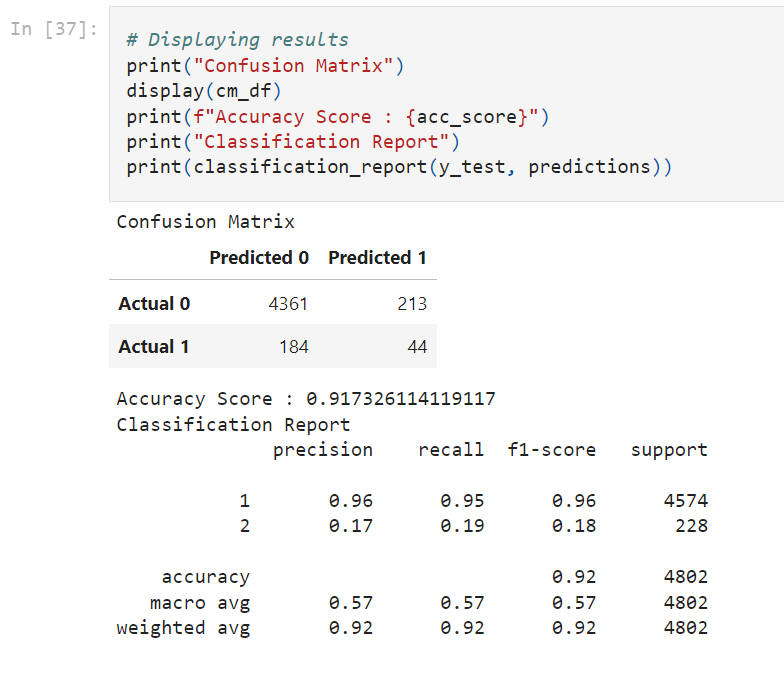 In [37]:
# Displaying results
print("Confusion Matrix")
display(cm_df)
print(f"Accuracy Score : {acc_score}")
print("Classification Report")
print(classification_report(y_test, predictions))
Confusion Matrix
Predicted 0 Predicted 1
Actual 0 4361 213
Actual 1 184 44
Accuracy Score : 0.917326114119117
Classification Report
precision recall f1-score support
1 0.96 0.95 0.96 4574
2 0.17 0.19 0.18 228
accuracy 0.92 4802
macro avg 0.57 0.57 0.57 4802
weighted avg 0.92 0.92 0.92 4802